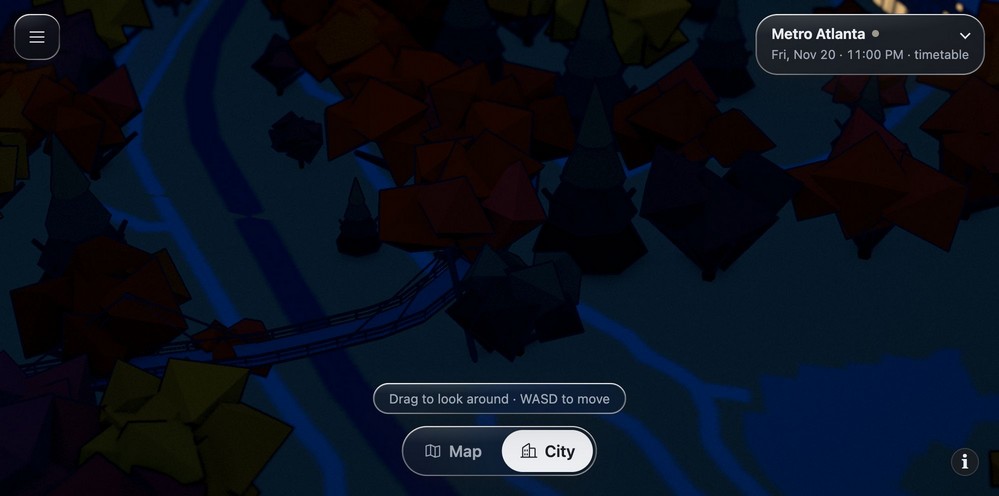 Metro Atlanta
Fri, Nov 20 · 11:00 PM · timetable
Drag to look around · WASD to move
Map
City
i